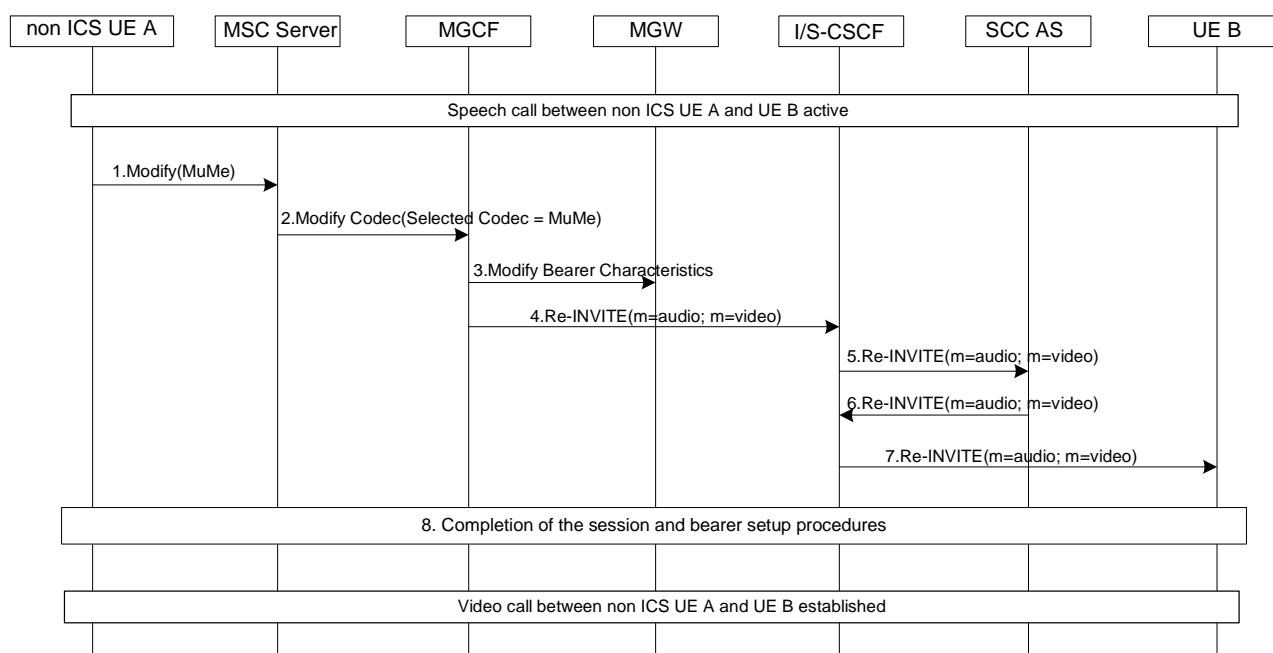 non ICS UE A
MSC Server
MGCF
MGW
I/S-CSCF
SCC AS
UE B
Speech call between non ICS UE A and UE B active
1.Modify(MuMe)
2.Modify Codec(Selected Codec = MuMe)
3.Modify Bearer Characteristics
4.Re-INVITE(m=audio; m=video)
5.Re-INVITE(m=audio; m=video)
6.Re-INVITE(m=audio; m=video)
7.Re-INVITE(m=audio; m=video)
8. Completion of the session and bearer setup procedures
Video call between non ICS UE A and UE B established